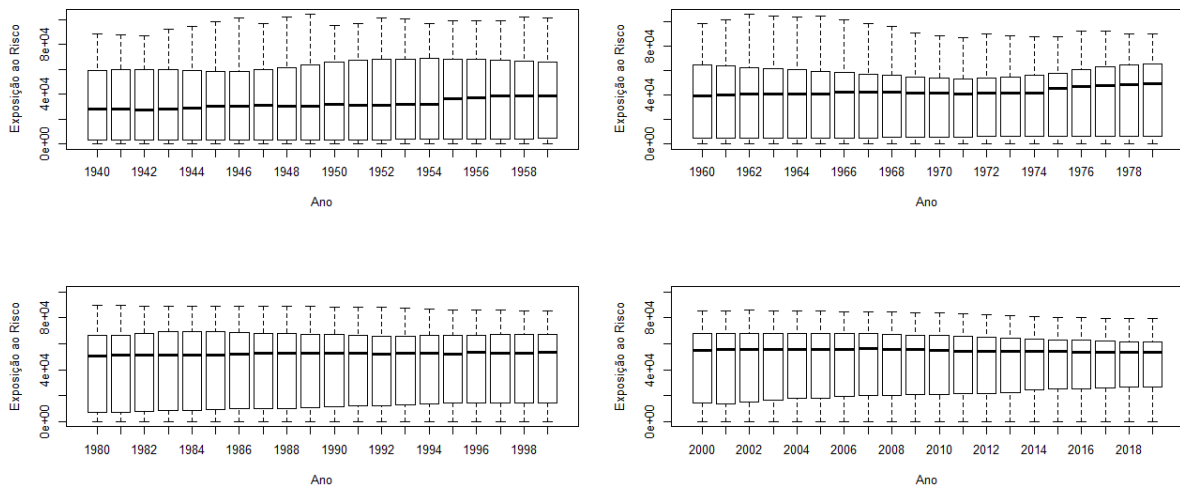 Exposição ao Risco
0e+00 4e+04 8e+04
1940 1942 1944 1946 1948 1950 1952 1954 1956 1958
Ano
Exposição ao Risco
0e+00 4e+04 8e+04
1960 1962 1964 1966 1968 1970 1972 1974 1976 1978
Ano
Exposição ao Risco
0e+00 4e+04 8e+04
1980 1982 1984 1986 1988 1990 1992 1994 1996 1998
Ano
Exposição ao Risco
0e+00 4e+04 8e+04
2000 2002 2004 2006 2008 2010 2012 2014 2016 2018
Ano